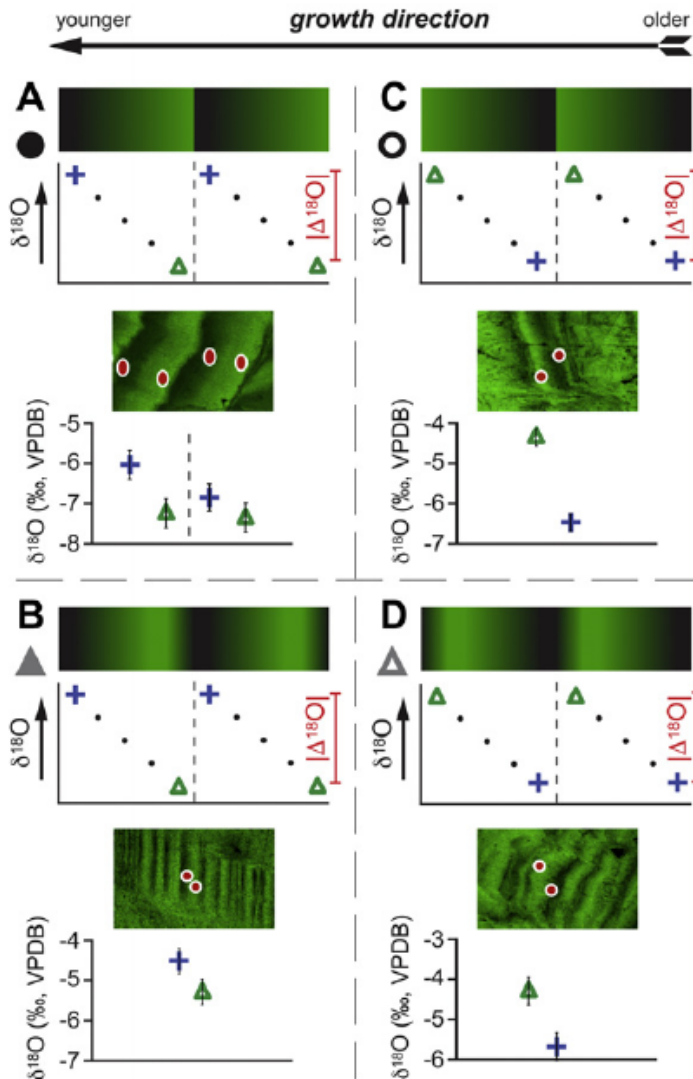 younger growth direction older
A
C
δ¹⁸O
|Δ¹⁸O|
δ¹⁸O
|Δ¹⁸O|
δ¹⁸O (‰, VPDB)
-5
-6
-7
-8
δ¹⁸O (‰, VPDB)
-4
-5
-6
-7
B
D
δ¹⁸O
|Δ¹⁸O|
δ¹⁸O
|Δ¹⁸O|
δ¹⁸O (‰, VPDB)
-4
-5
-6
-7
δ¹⁸O (‰, VPDB)
-3
-4
-5
-6